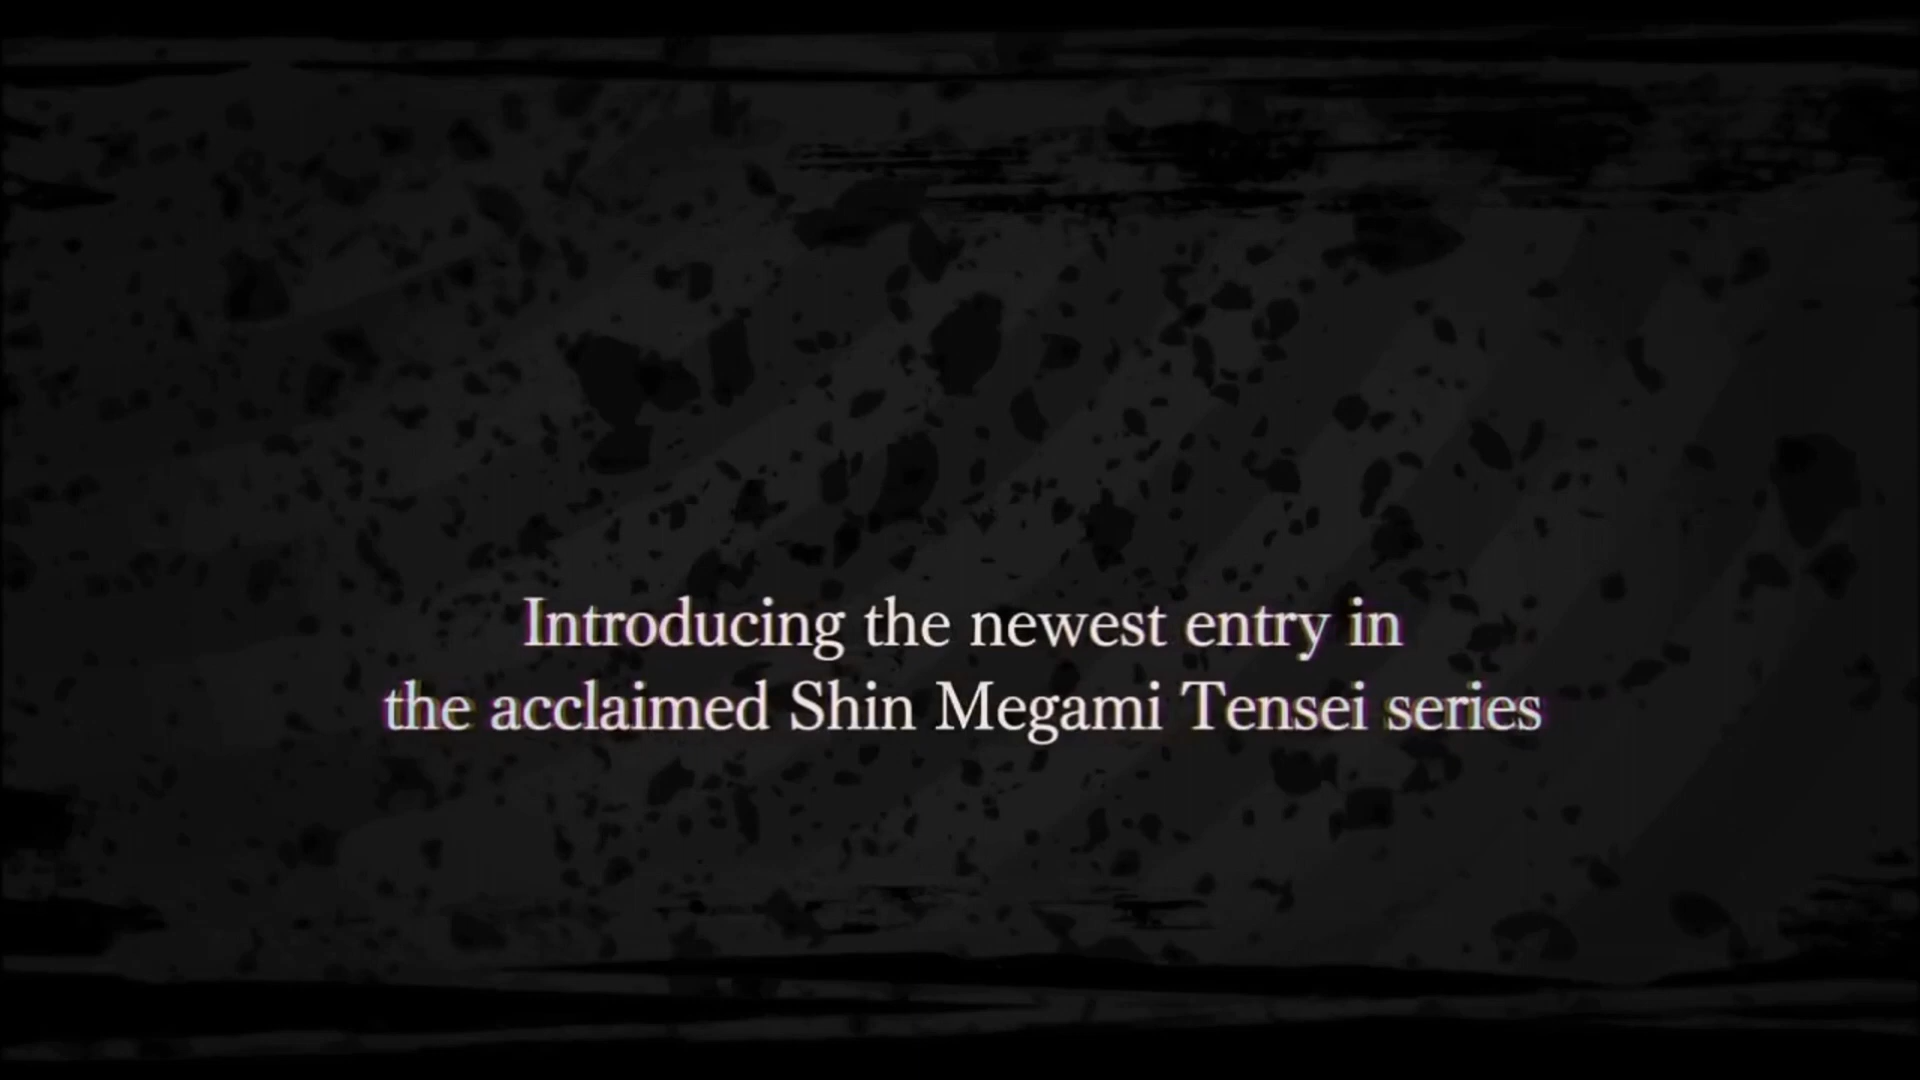 Introducing the newest entry in
the acclaimed Shin Megami Tensei series